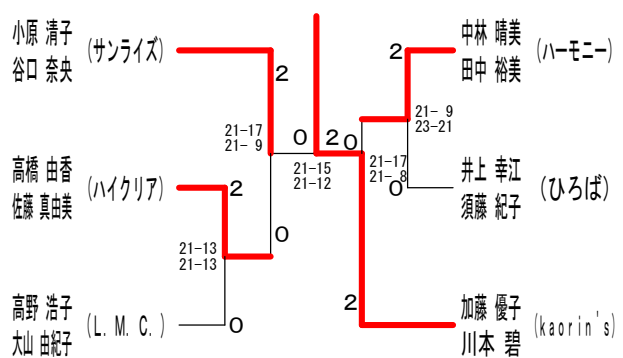 小原 清子
谷口 奈央
(サンライズ)
2
21-17
21- 9
0
高橋 由香
佐藤 真由美
(ハイクリア)
2
0
21-13
21-13
高野 浩子
大山 由紀子
(L. M. C. )
0
2
21-15
21-12
中林 晴美
田中 裕美
(ハーモニー)
2
21- 9
23-21
0
21-17
21- 8
井上 幸江
須藤 紀子
(ひろば)
0
加藤 優子
川本 碧
(kaorin's)
2